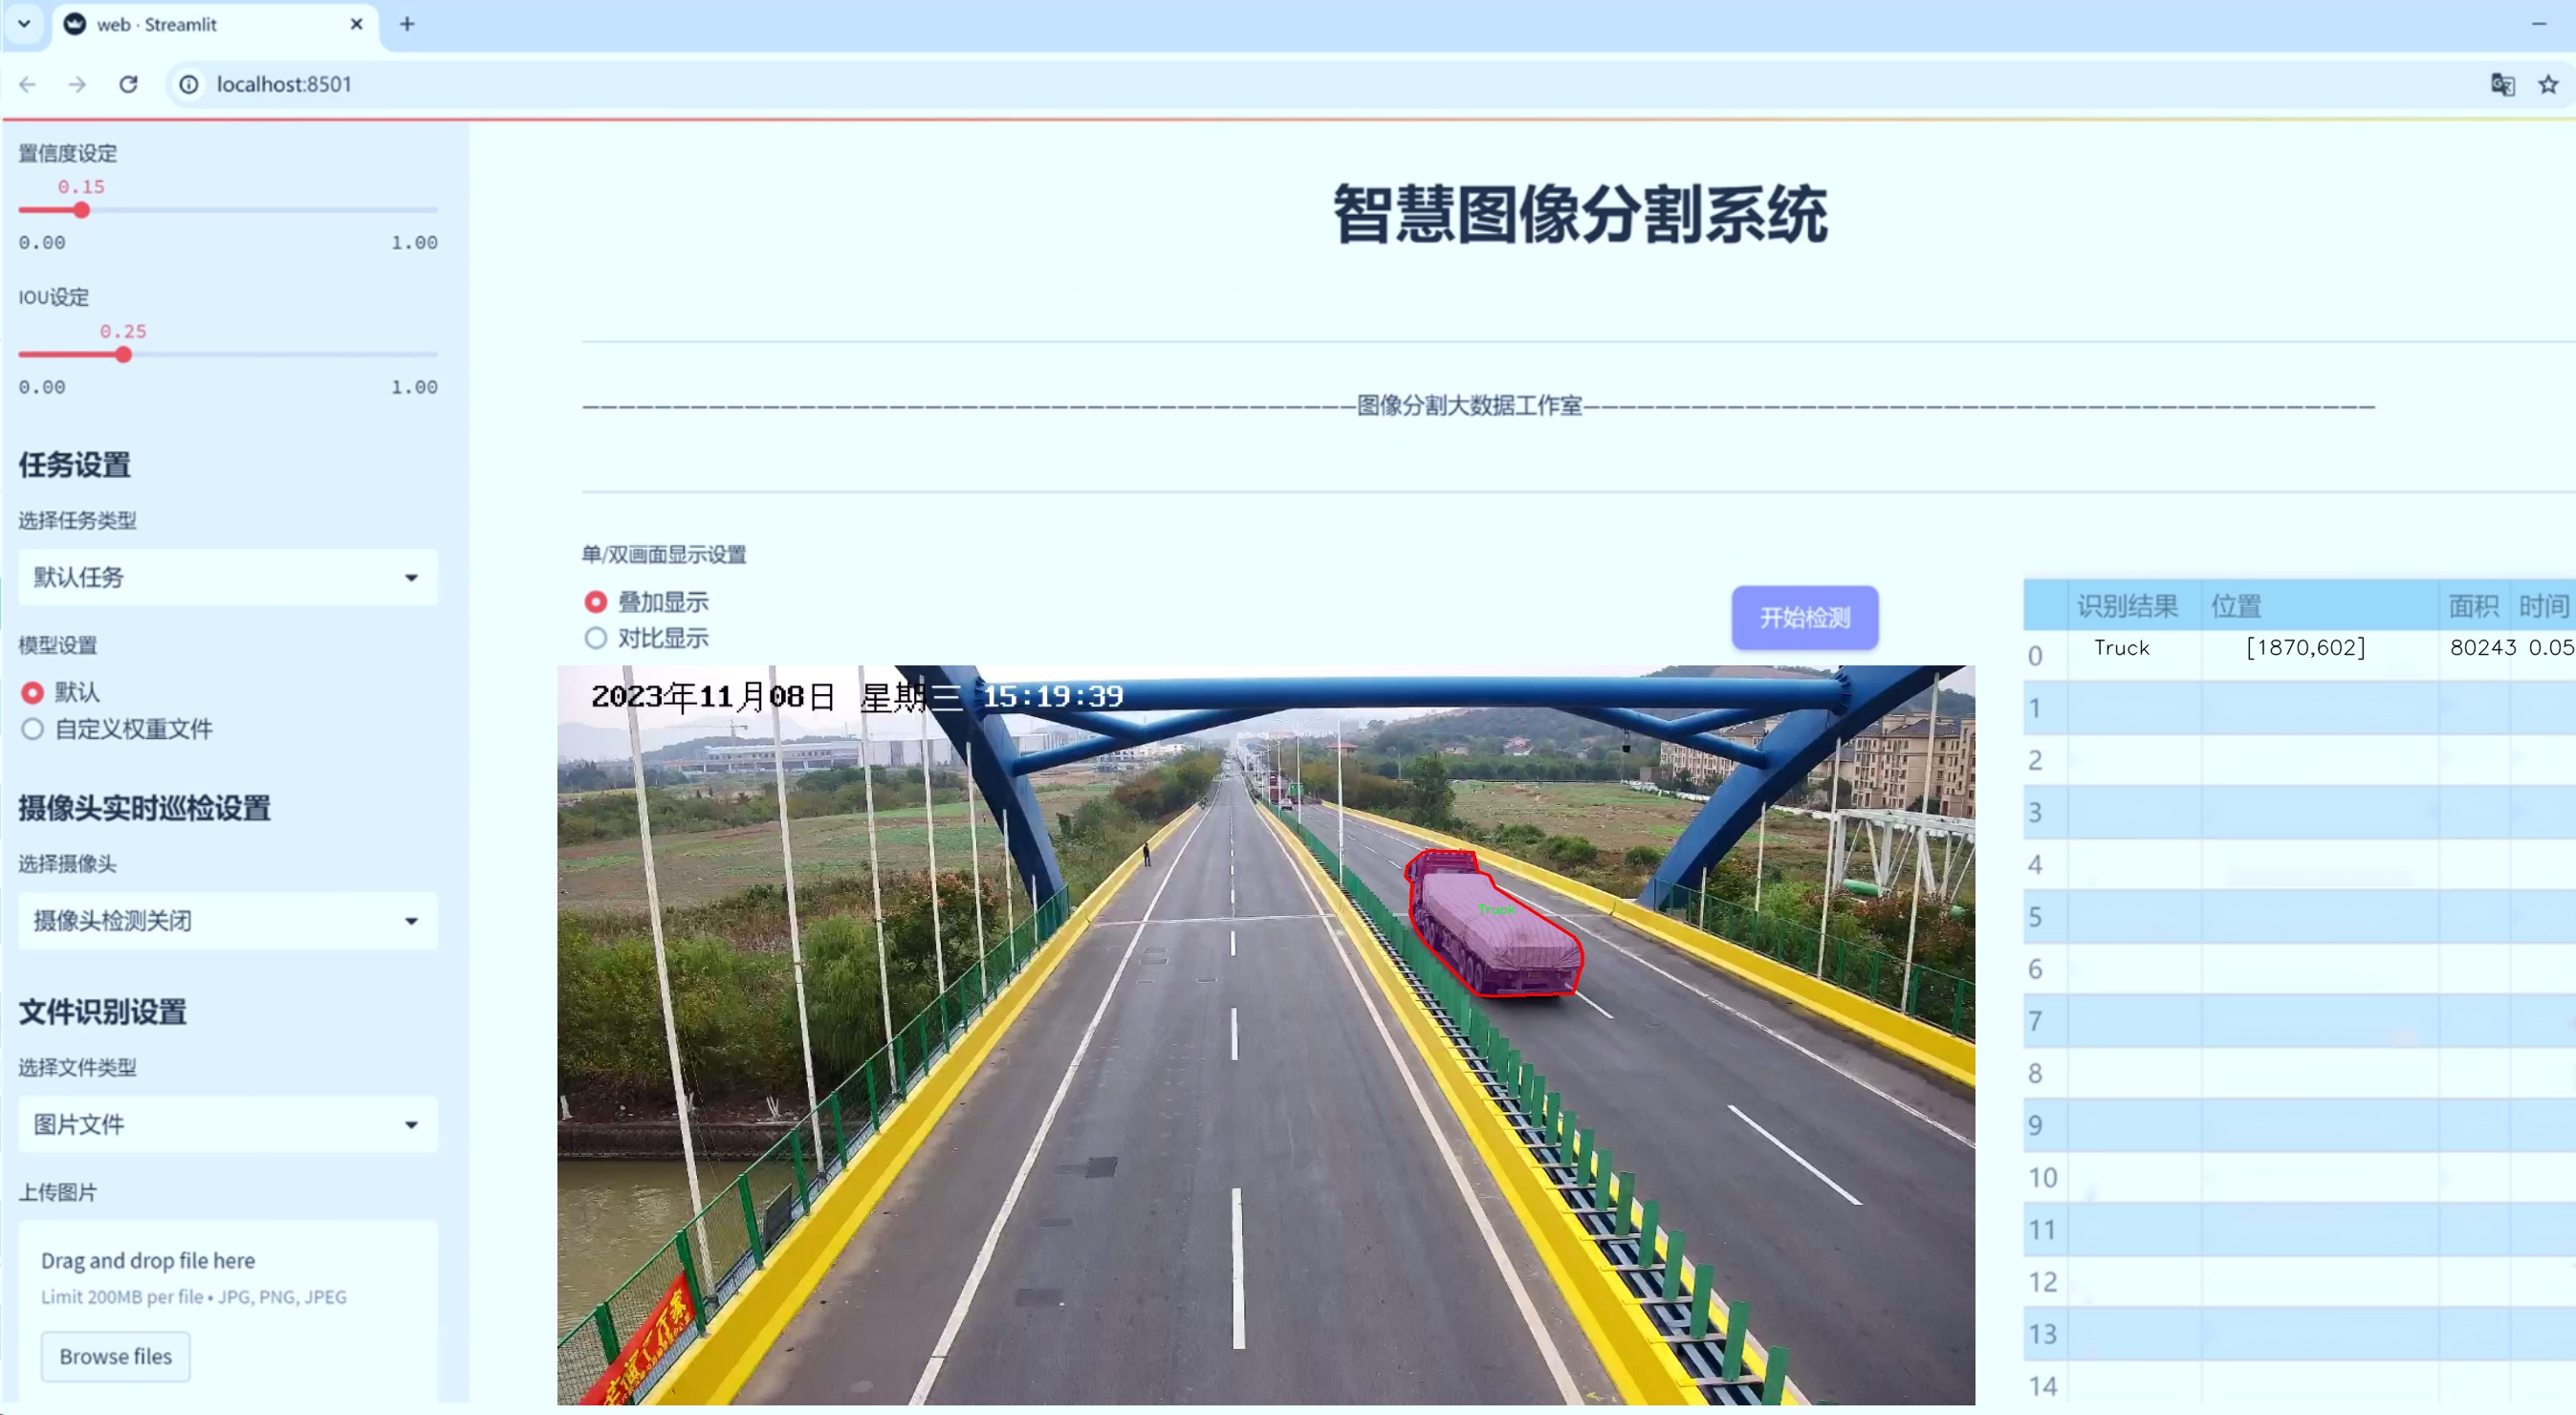 web · Streamlit
localhost:8501
置信度设定
0.15
0.00 1.00
IOU设定
0.25
0.00 1.00
任务设置
选择任务类型
默认任务
模型设置
默认
自定义权重文件
摄像头实时巡检设置
选择摄像头
摄像头检测关闭
文件识别设置
选择文件类型
图片文件
上传图片
Drag and drop file here
Limit 200MB per file • JPG, PNG, JPEG
Browse files
智慧图像分割系统
图像分割大数据工作室
单/双画面显示设置
叠加显示
对比显示
开始检测
2023年11月08日 星期三 15:19:39
Truck
识别结果 位置 面积 时间
0 Truck [1870,602] 80243 0.05
1
2
3
4
5
6
7
8
9
10
11
12
13
14